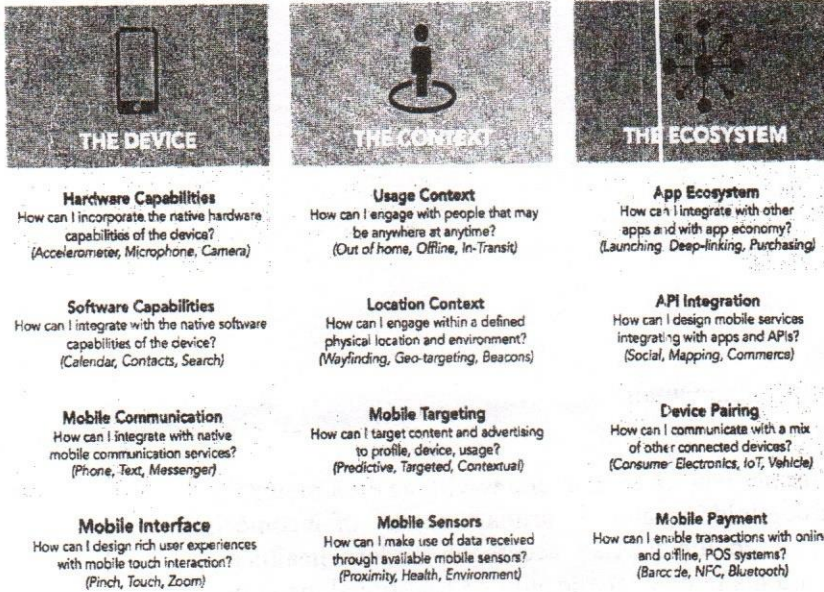 THE DEVICE
Hardware Capabilities
How can I incorporate the native hardware
capabilities of the device?
(Accelerometer, Microphone, Camera)
Software Capabilities
How can I integrate with the native software
capabilities of the device?
(Calendar, Contacts, Search)
Mobile Communication
How can I integrate with native
mobile communication services?
(Phone, Text, Messenger)
Mobile Interface
How can I design rich user experiences
with mobile touch interaction?
(Pinch, Touch, Zoom)
THE CONTEXT
Usage Context
How can I engage with people that may
be anywhere at anytime?
(Out of home, Offline, In-Transit)
Location Context
How can I engage within a defined
physical location and environment?
(Wayfinding, Geo-targeting, Beacons)
Mobile Targeting
How can I target content and advertising
to profile, device, usage?
(Predictive, Targeted, Contextual)
Mobile Sensors
How can I make use of data received
through available mobile sensors?
(Proximity, Health, Environment)
THE ECOSYSTEM
App Ecosystem
How can I integrate with other
apps and with app economy?
(Launching, Deep-linking, Purchasing)
API Integration
How can I design mobile services
integrating with apps and APIs?
(Social, Mapping, Commerce)
Device Pairing
How can I communicate with a mix
of other connected devices?
(Consumer Electronics, IoT, Vehicle)
Mobile Payment
How can I enable transactions with onlin
and offline, POS systems?
(Barcode, NFC, Bluetooth)